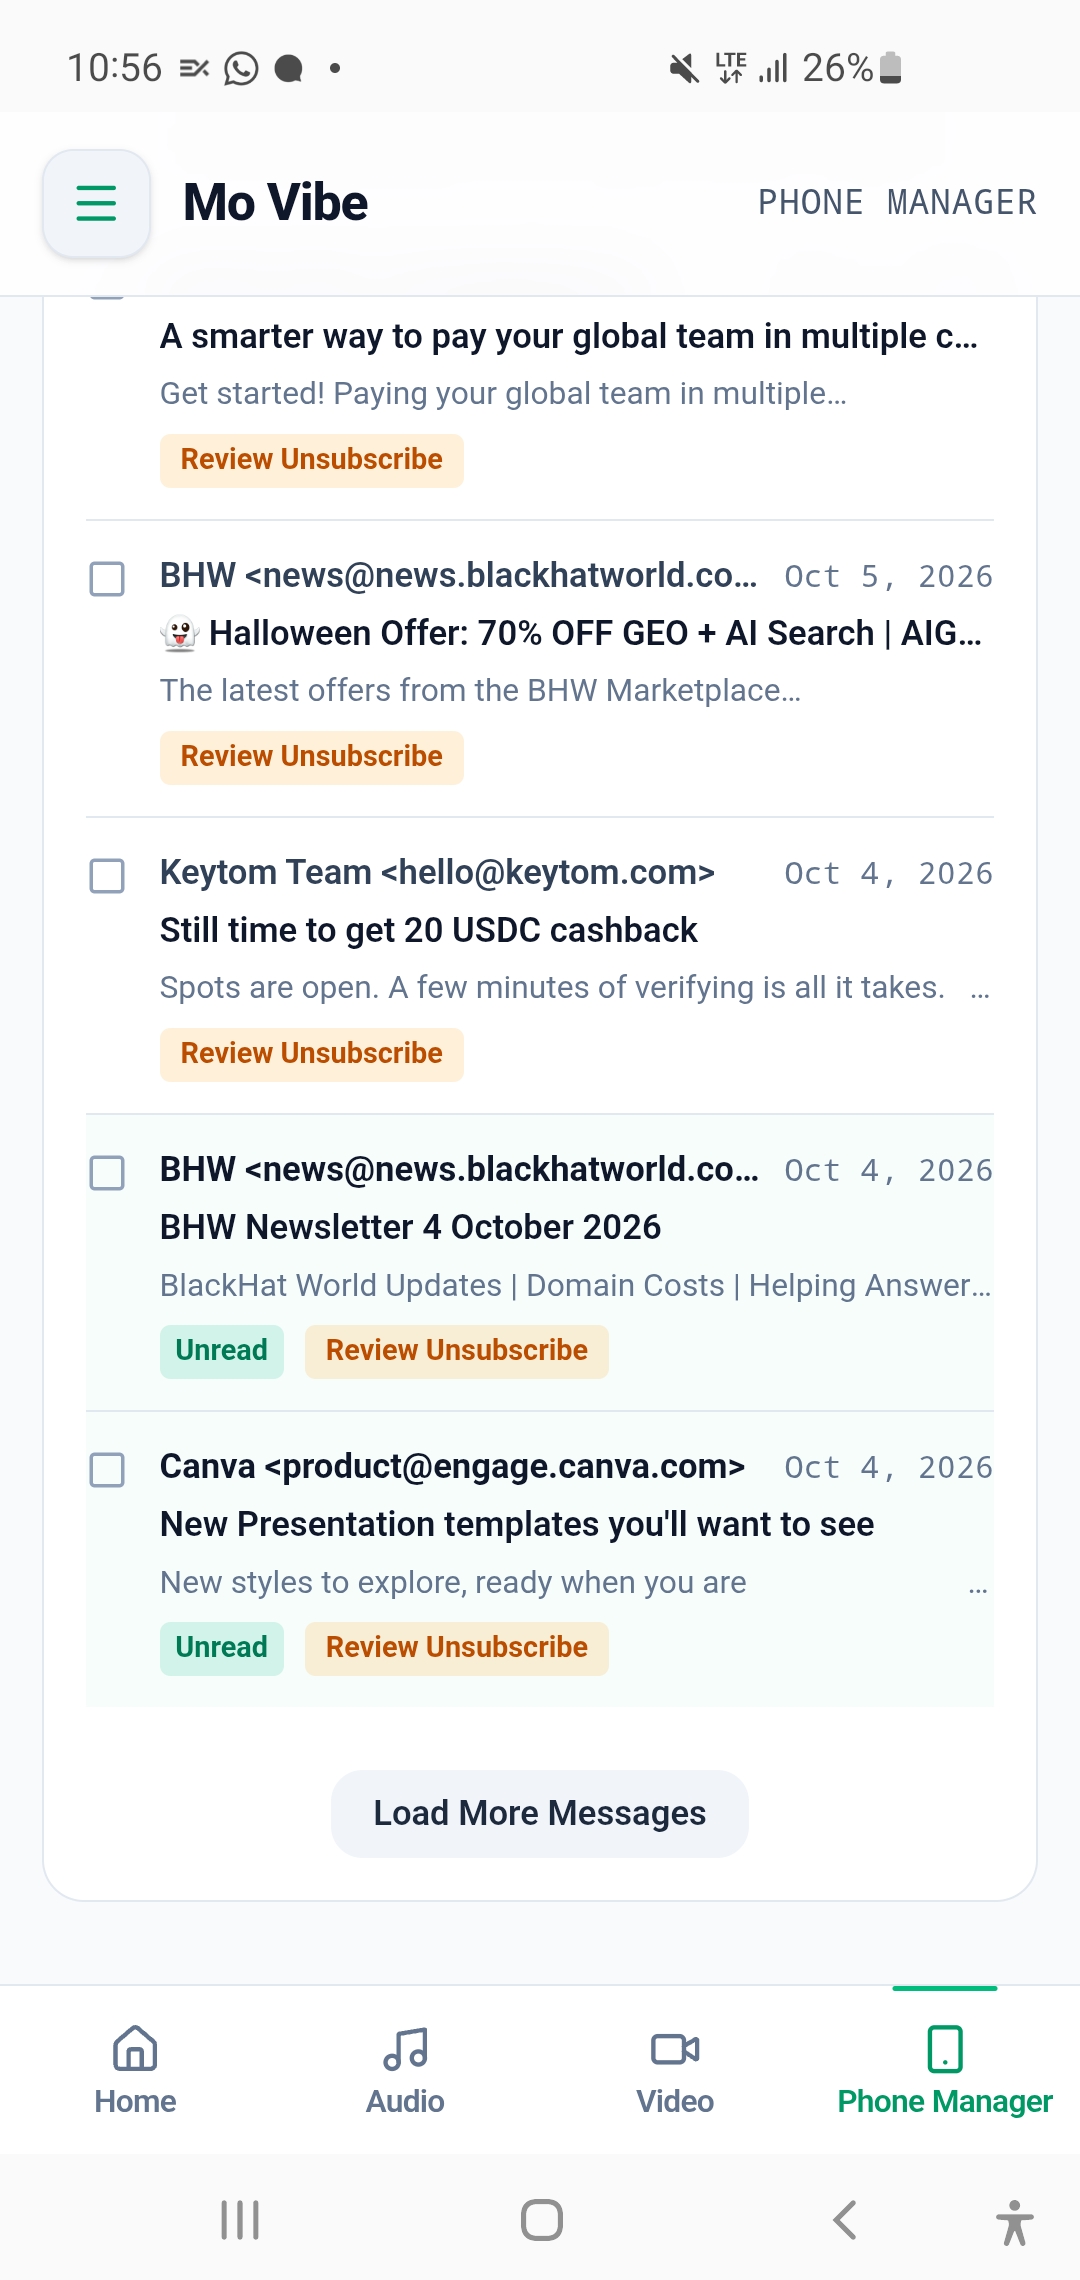 10:56
LTE
26%
Mo Vibe
PHONE MANAGER
A smarter way to pay your global team in multiple c...
Get started! Paying your global team in multiple...
Review Unsubscribe
BHW <news@news.blackhatworld.co... Oct 5, 2026
👻 Halloween Offer: 70% OFF GEO + AI Search | AIG...
The latest offers from the BHW Marketplace...
Review Unsubscribe
Keytom Team <hello@keytom.com> Oct 4, 2026
Still time to get 20 USDC cashback
Spots are open. A few minutes of verifying is all it takes. ...
Review Unsubscribe
BHW <news@news.blackhatworld.co... Oct 4, 2026
BHW Newsletter 4 October 2026
BlackHat World Updates | Domain Costs | Helping Answer...
Unread Review Unsubscribe
Canva <product@engage.canva.com> Oct 4, 2026
New Presentation templates you'll want to see
New styles to explore, ready when you are ...
Unread Review Unsubscribe
Load More Messages
Home Audio Video Phone Manager